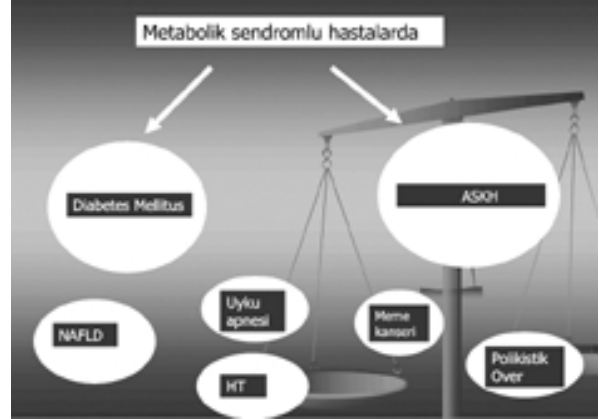 Metabolik sendromlu hastalarda
Diabetes Mellitus
ASKH
Uyku
apnesi
Meme
kanseri
NAFLD
HT
Polikistik
Over